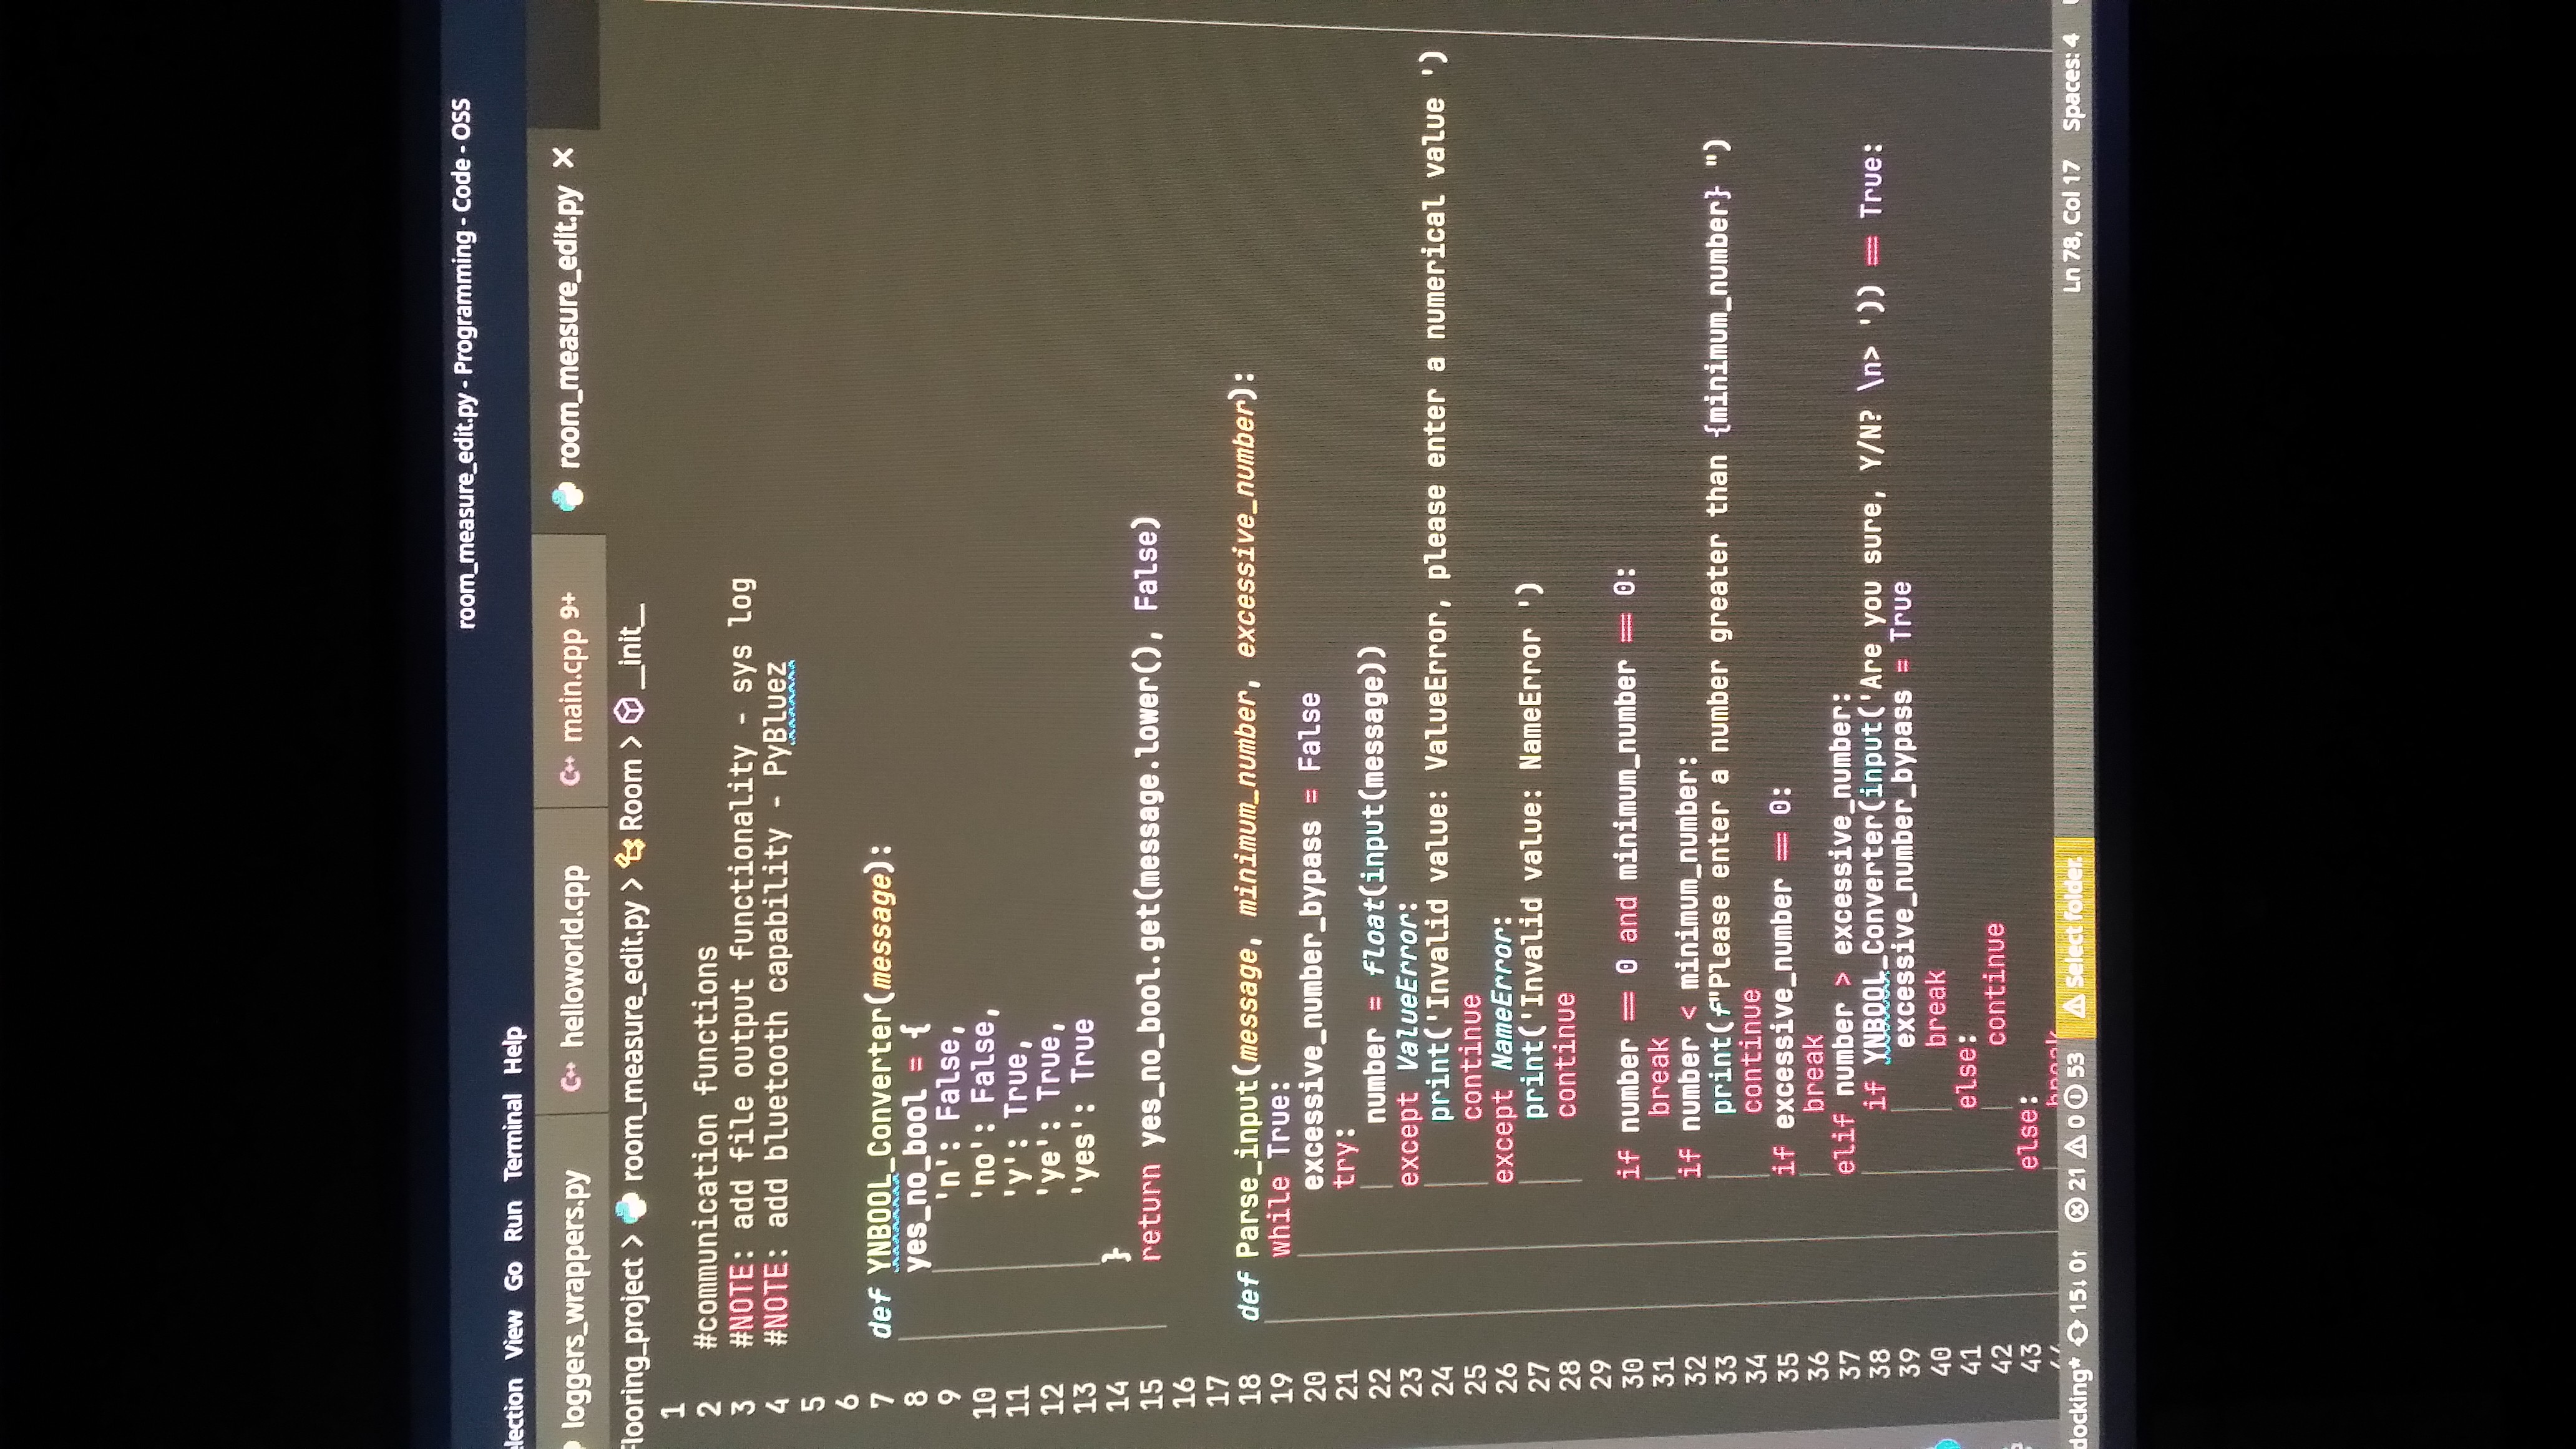 room_measure_edit.py - Programming - Code - OSS
election View Go Run Terminal Help
loggers_wrappers.py helloworld.cpp main.cpp 9+ room_measure_edit.py ×
Flooring_project > room_measure_edit.py > Room > __init__
1
2 #communication functions
3 #NOTE: add file output functionality - sys log
4 #NOTE: add bluetooth capability - PyBluez
5
6
7 def YNBOOL_Converter(message):
8     yes_no_bool = {
9         'n': False,
10         'no': False,
11         'y': True,
12         'ye': True,
13         'yes': True
14     }
15     return yes_no_bool.get(message.lower(), False)
16
17
18 def Parse_input(message, minimum_number, excessive_number):
19     while True:
20         excessive_number_bypass = False
21         try:
22             number = float(input(message))
23         except ValueError:
24             print('Invalid value: ValueError, please enter a numerical value ')
25             continue
26         except NameError:
27             print('Invalid value: NameError ')
28             continue
29
30         if number == 0 and minimum_number == 0:
31             break
32         if number < minimum_number:
33             print(f"Please enter a number greater than {minimum_number} ")
34             continue
35         if excessive_number == 0:
36             break
37         elif number > excessive_number:
38             if YNBOOL_Converter(input('Are you sure, Y/N? \n> ')) == True:
39                 excessive_number_bypass = True
40                 break
41             else:
42                 continue
43         else:
44             break
docking* 15↓ 0↑ 21 0 53 Select folder. Ln 78, Col 17 Spaces: 4